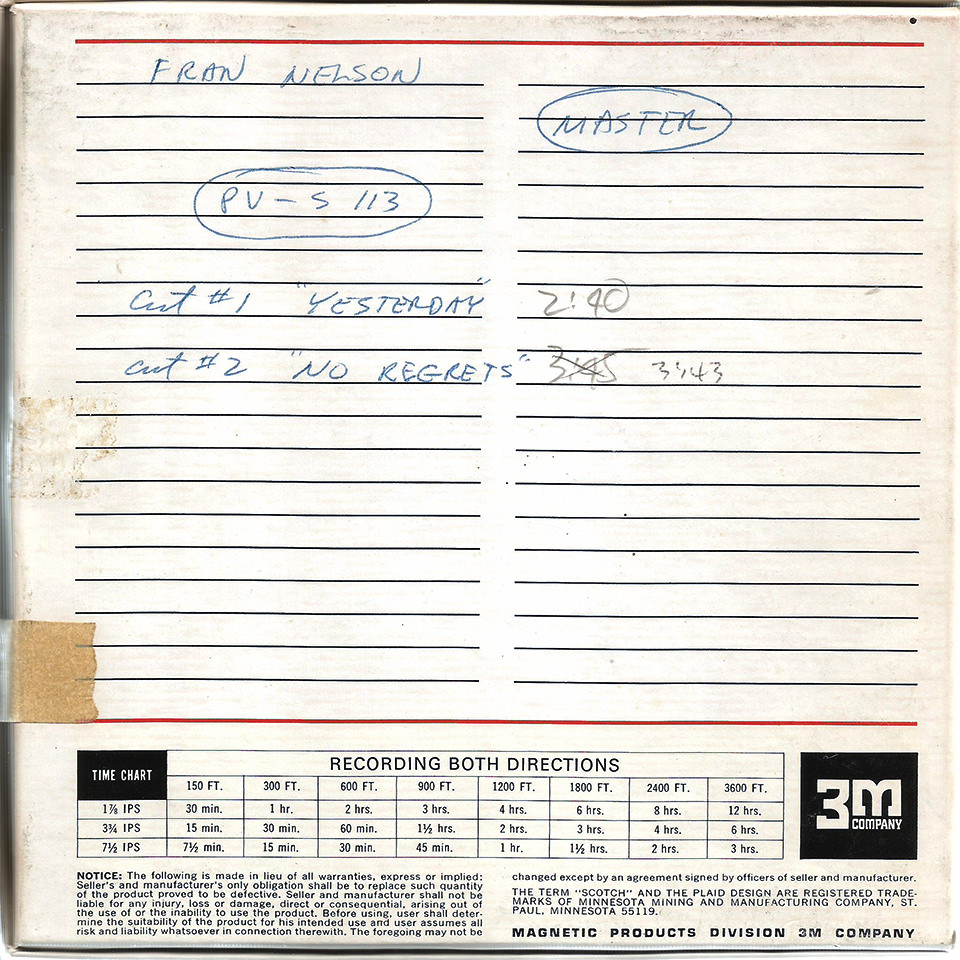 FRAN NELSON
MASTER
PV-S 113
Cut #1 "YESTERDAY" 2:40
Cut #2 "NO REGRETS" 3:45 3:43
TIME CHART
RECORDING BOTH DIRECTIONS
150 FT. 300 FT. 600 FT. 900 FT. 1200 FT. 1800 FT. 2400 FT. 3600 FT.
1⅞ IPS 30 min. 1 hr. 2 hrs. 3 hrs. 4 hrs. 6 hrs. 8 hrs. 12 hrs.
3¾ IPS 15 min. 30 min. 60 min. 1½ hrs. 2 hrs. 3 hrs. 4 hrs. 6 hrs.
7½ IPS 7½ min. 15 min. 30 min. 45 min. 1 hr. 1½ hrs. 2 hrs. 3 hrs.
3M
COMPANY
NOTICE: The following is made in lieu of all warranties, express or implied:
Seller's and manufacturer's only obligation shall be to replace such quantity
of the product proved to be defective. Seller and manufacturer shall not be
liable for any injury, loss or damage, direct or consequential, arising out of
the use of or the inability to use the product. Before using, user shall deter-
mine the suitability of the product for his intended use and user assumes all
risk and liability whatsoever in connection therewith. The foregoing may not be
changed except by an agreement signed by officers of seller and manufacturer.
THE TERM "SCOTCH" AND THE PLAID DESIGN ARE REGISTERED TRADE-
MARKS OF MINNESOTA MINING AND MANUFACTURING COMPANY, ST.
PAUL, MINNESOTA 55119.
MAGNETIC PRODUCTS DIVISION 3M COMPANY